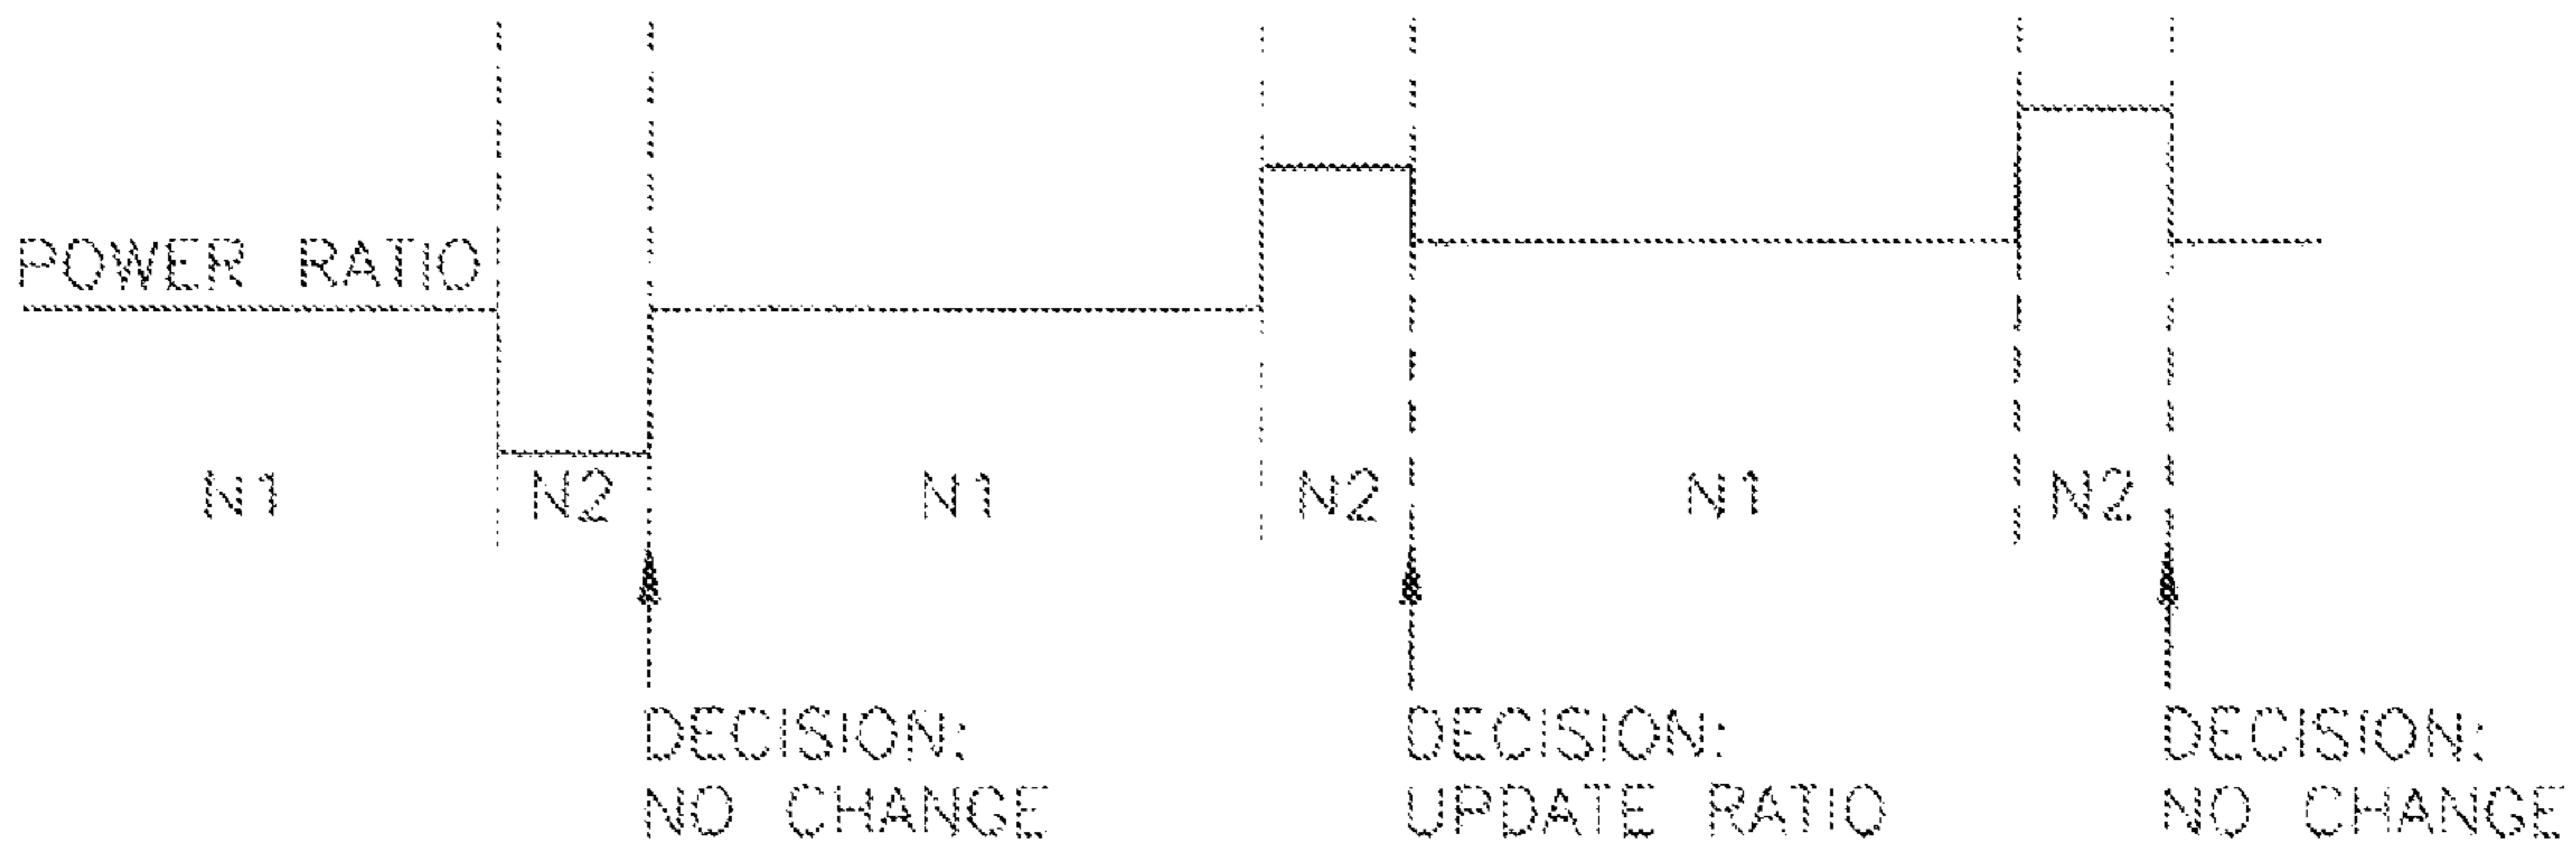 POWER RATIO
N1 N2 N1 N2 N1 N2
DECISION:
NO CHANGE
DECISION:
UPDATE RATIO
DECISION:
NO CHANGE